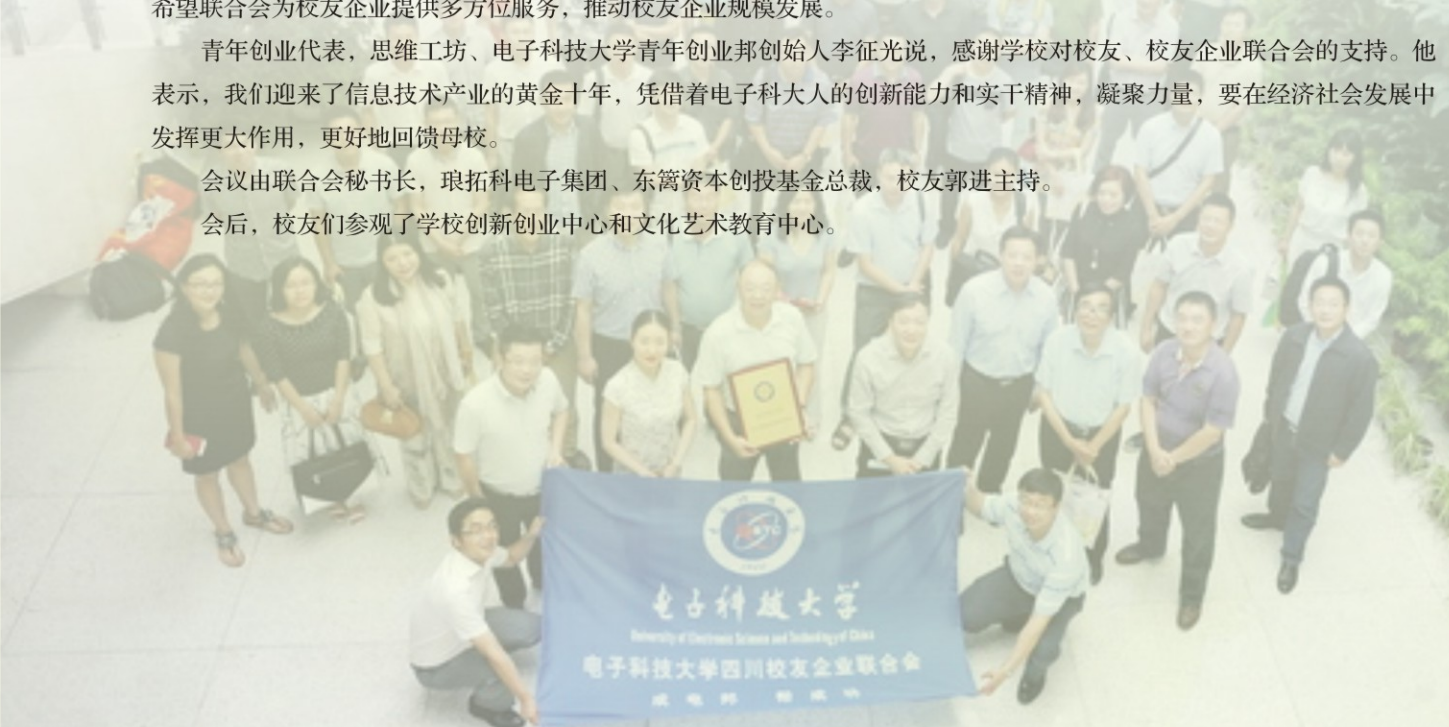 希望联合会为校友企业提供多方位服务，推动校友企业规模发展。
青年创业代表，思维工坊、电子科技大学青年创业邦创始人李征光说，感谢学校对校友、校友企业联合会的支持。他
表示，我们迎来了信息技术产业的黄金十年，凭借着电子科大人的创新能力和实干精神，凝聚力量，要在经济社会发展中
发挥更大作用，更好地回馈母校。
会议由联合会秘书长，琅拓科电子集团、东篱资本创投基金总裁，校友郭进主持。
会后，校友们参观了学校创新创业中心和文化艺术教育中心。
电子科技大学
University of Electronic Science and Technology of China
电子科技大学四川校友企业联合会